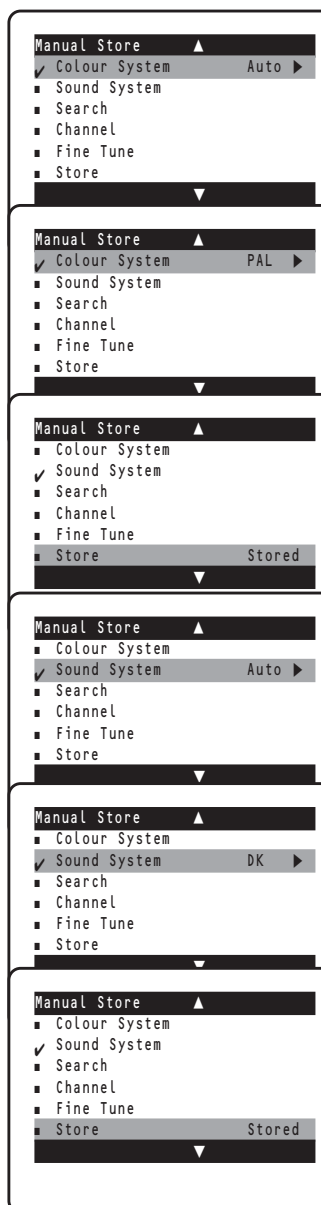 Manual Store ▲
✔ Colour System Auto ▶
▪ Sound System
▪ Search
▪ Channel
▪ Fine Tune
▪ Store
▼
Manual Store ▲
✔ Colour System PAL ▶
▪ Sound System
▪ Search
▪ Channel
▪ Fine Tune
▪ Store
▼
Manual Store ▲
▪ Colour System
✔ Sound System
▪ Search
▪ Channel
▪ Fine Tune
▪ Store Stored
▼
Manual Store ▲
▪ Colour System
✔ Sound System Auto ▶
▪ Search
▪ Channel
▪ Fine Tune
▪ Store
▼
Manual Store ▲
▪ Colour System
✔ Sound System DK ▶
▪ Search
▪ Channel
▪ Fine Tune
▪ Store
▼
Manual Store ▲
▪ Colour System
✔ Sound System
▪ Search
▪ Channel
▪ Fine Tune
▪ Store Stored
▼